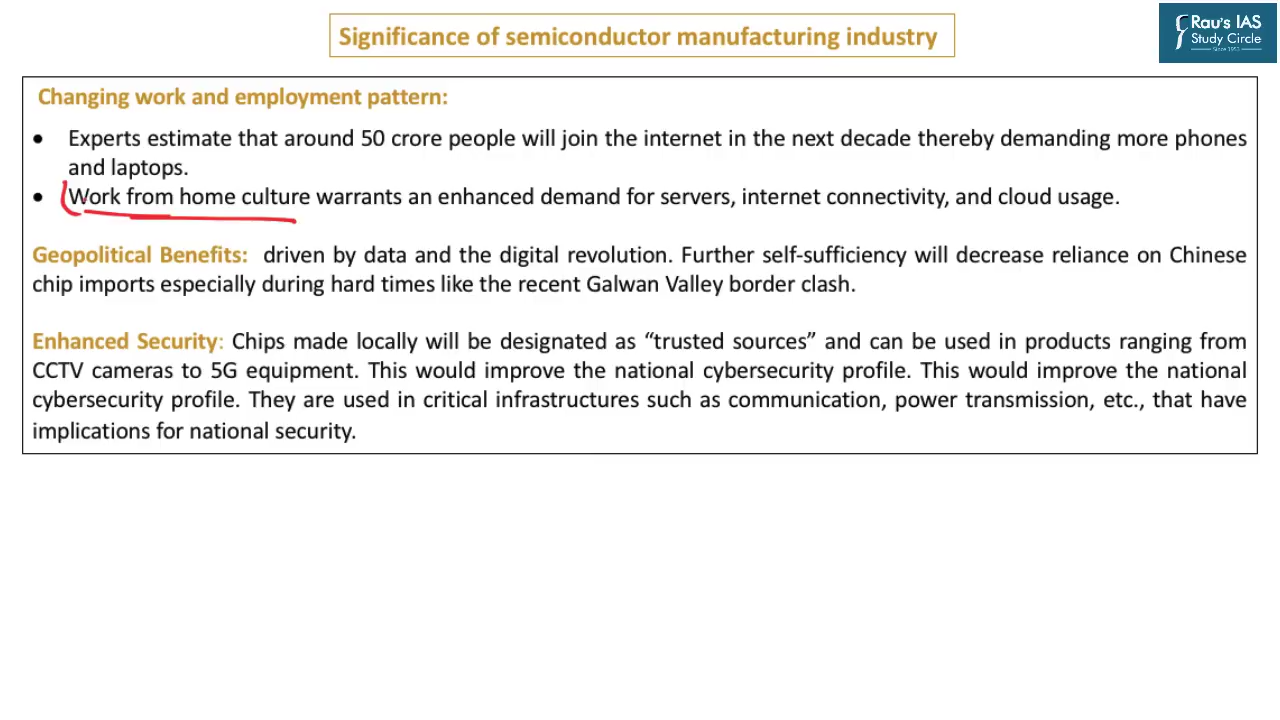 Significance of semiconductor manufacturing industry
Rau's IAS
Study Circle
Since 1953
Changing work and employment pattern:
• Experts estimate that around 50 crore people will join the internet in the next decade thereby demanding more phones
and laptops.
• Work from home culture warrants an enhanced demand for servers, internet connectivity, and cloud usage.
Geopolitical Benefits: driven by data and the digital revolution. Further self-sufficiency will decrease reliance on Chinese
chip imports especially during hard times like the recent Galwan Valley border clash.
Enhanced Security: Chips made locally will be designated as “trusted sources” and can be used in products ranging from
CCTV cameras to 5G equipment. This would improve the national cybersecurity profile. This would improve the national
cybersecurity profile. They are used in critical infrastructures such as communication, power transmission, etc., that have
implications for national security.